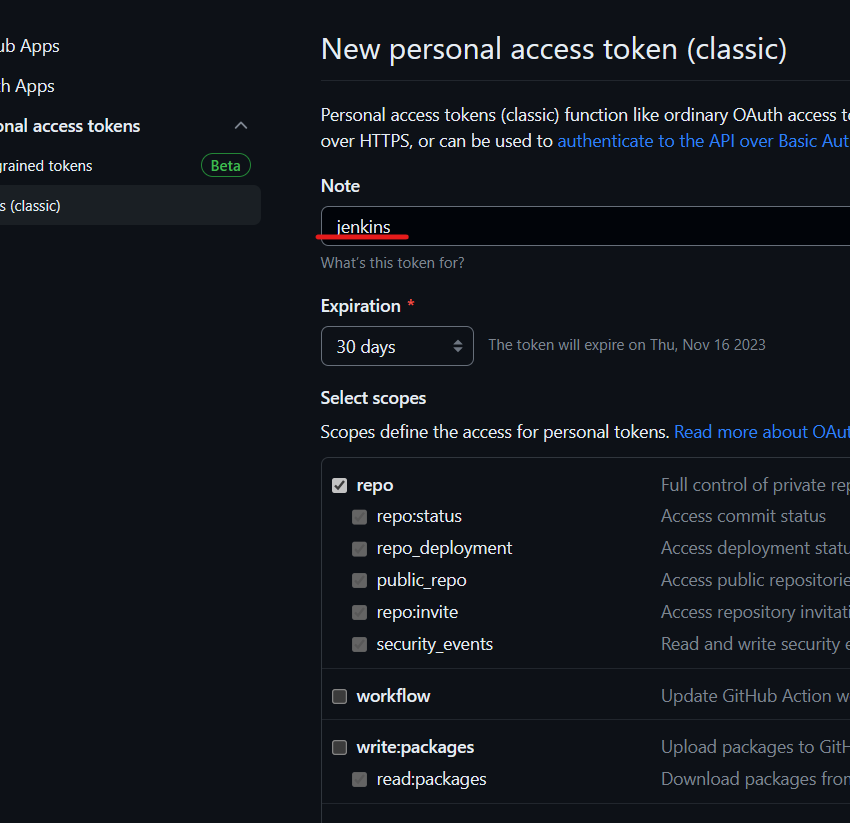 ub Apps
h Apps
onal access tokens
grained tokens
Beta
s (classic)
New personal access token (classic)
Personal access tokens (classic) function like ordinary OAuth access t
over HTTPS, or can be used to authenticate to the API over Basic Aut
Note
jenkins
What's this token for?
Expiration *
30 days
The token will expire on Thu, Nov 16 2023
Select scopes
Scopes define the access for personal tokens. Read more about OAut
repo Full control of private rep
repo:status Access commit status
repo_deployment Access deployment statu
public_repo Access public repositorie
repo:invite Access repository invitati
security_events Read and write security e
workflow Update GitHub Action w
write:packages Upload packages to GitH
read:packages Download packages from